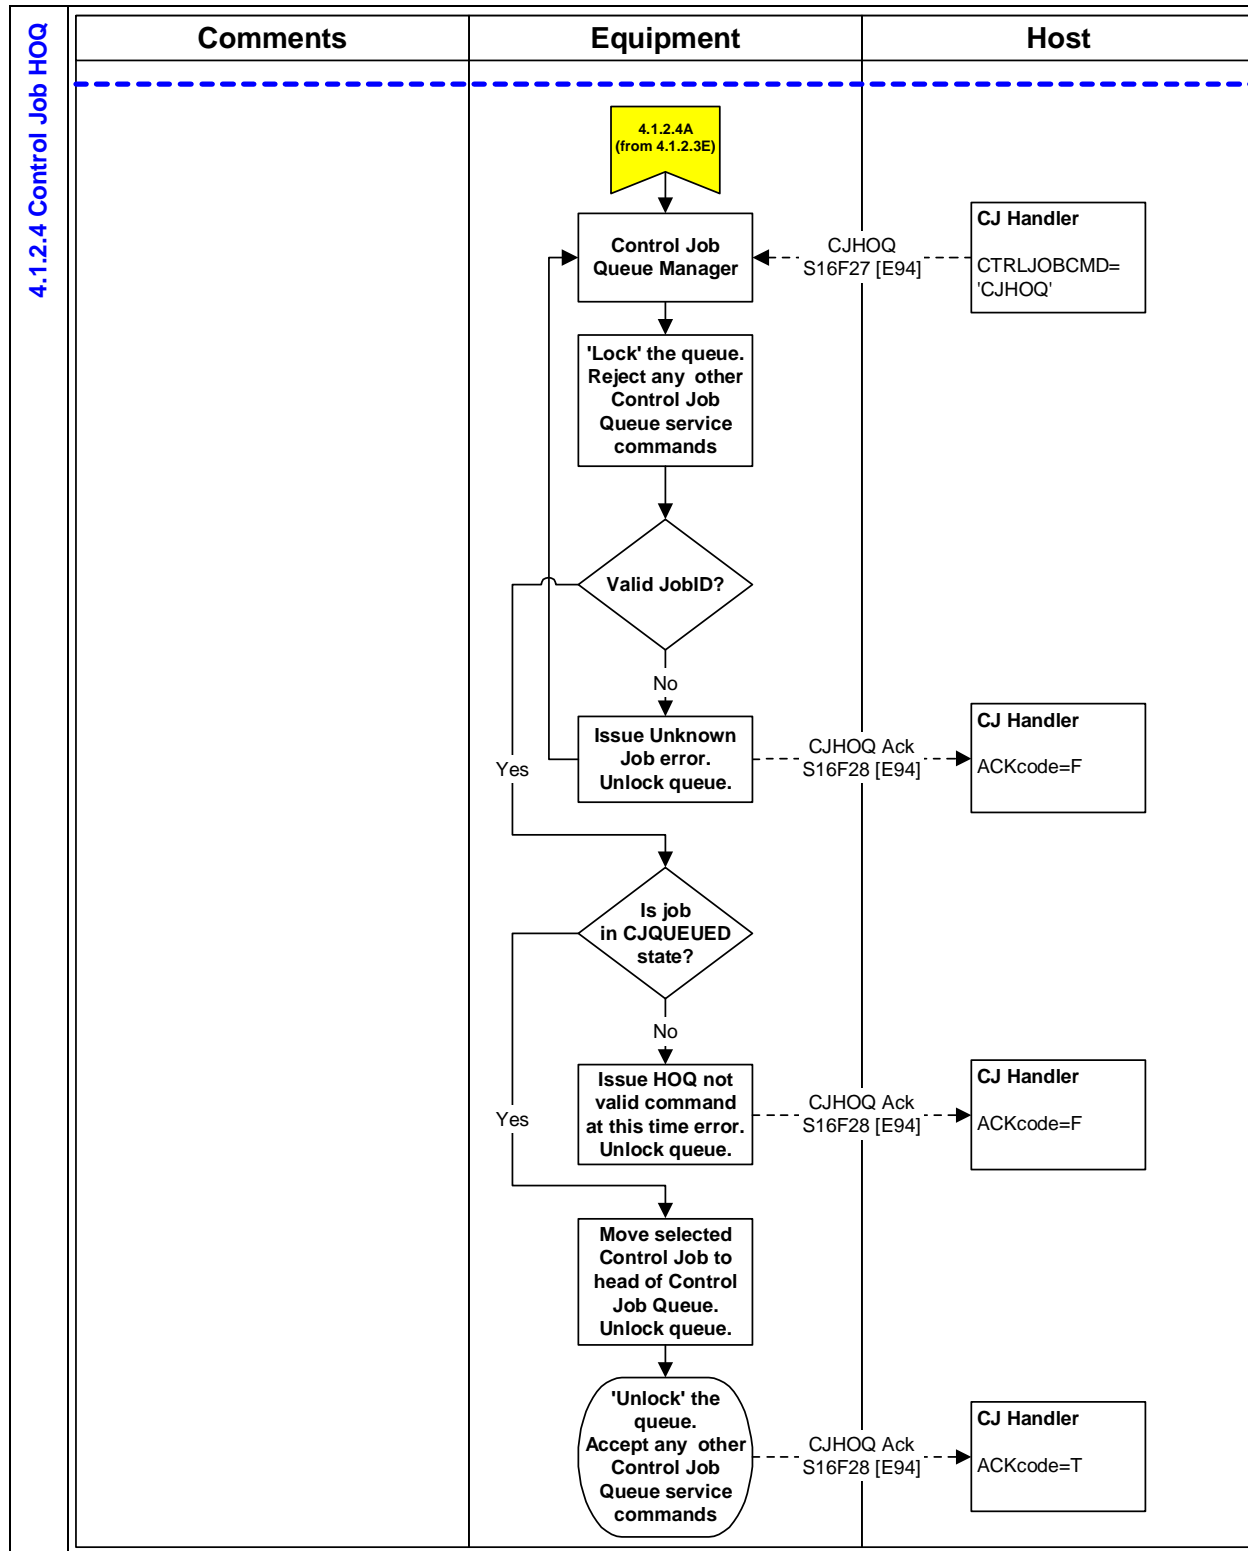 4.1.2.4 Control Job HOQ
Comments
Equipment
Host
4.1.2.4A
(from 4.1.2.3E)
Control Job
Queue Manager
CJHOQ
S16F27 [E94]
CJ Handler
CTRLJOBCMD=
'CJHOQ'
'Lock' the queue.
Reject any other
Control Job
Queue service
commands
Valid JobID?
No
Yes
Issue Unknown
Job error.
Unlock queue.
CJHOQ Ack
S16F28 [E94]
CJ Handler
ACKcode=F
Is job
in CJQUEUED
state?
No
Yes
Issue HOQ not
valid command
at this time error.
Unlock queue.
CJHOQ Ack
S16F28 [E94]
CJ Handler
ACKcode=F
Move selected
Control Job to
head of Control
Job Queue.
Unlock queue.
'Unlock' the
queue.
Accept any other
Control Job
Queue service
commands
CJHOQ Ack
S16F28 [E94]
CJ Handler
ACKcode=T